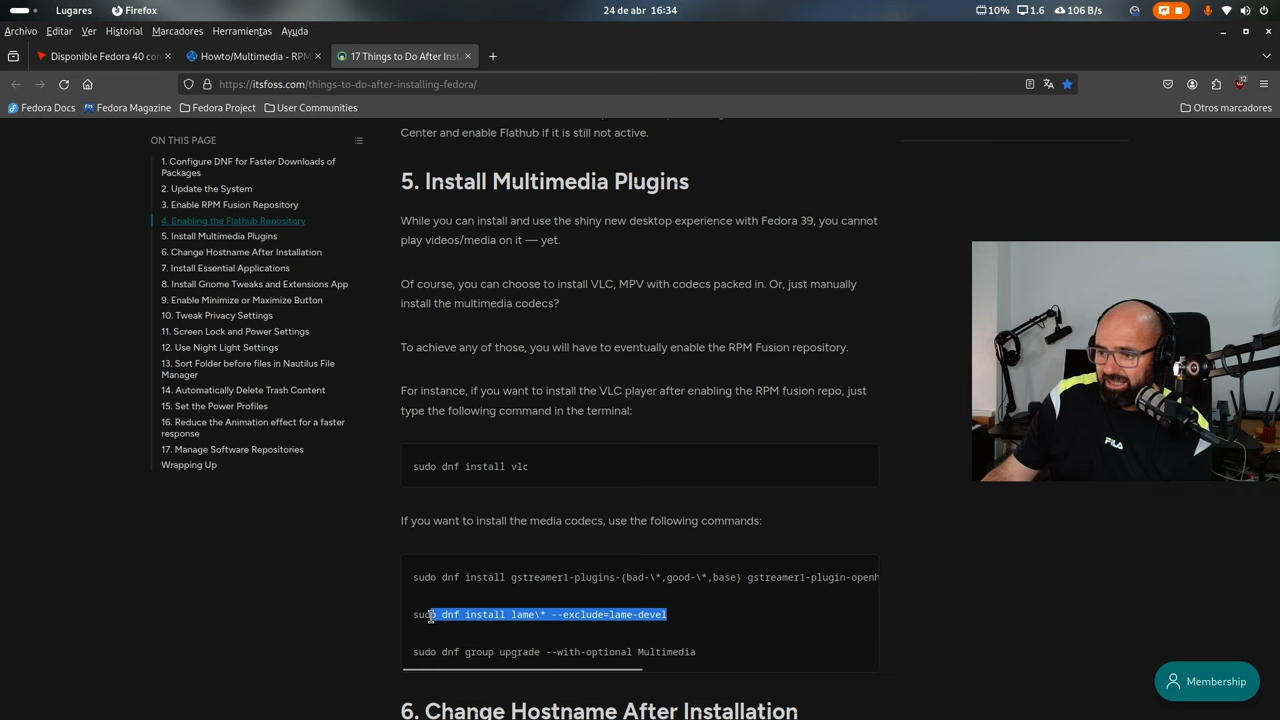 Lugares
Firefox
24 de abr 16:34
10% 1.6 106 B/s
Archivo Editar Ver Historial Marcadores Herramientas Ayuda
Disponible Fedora 40 con
Howto/Multimedia - RPM
17 Things to Do After Inst
https://itsfoss.com/things-to-do-after-installing-fedora/
12
Fedora Docs
Fedora Magazine
Fedora Project
User Communities
Otros marcadores
ON THIS PAGE
1. Configure DNF for Faster Downloads of
Packages
2. Update the System
3. Enable RPM Fusion Repository
4. Enabling the Flathub Repository
5. Install Multimedia Plugins
6. Change Hostname After Installation
7. Install Essential Applications
8. Install Gnome Tweaks and Extensions App
9. Enable Minimize or Maximize Button
10. Tweak Privacy Settings
11. Screen Lock and Power Settings
12. Use Night Light Settings
13. Sort Folder before files in Nautilus File
Manager
14. Automatically Delete Trash Content
15. Set the Power Profiles
16. Reduce the Animation effect for a faster
response
17. Manage Software Repositories
Wrapping Up
Center and enable Flathub if it is still not active.
5. Install Multimedia Plugins
While you can install and use the shiny new desktop experience with Fedora 39, you cannot
play videos/media on it — yet.
Of course, you can choose to install VLC, MPV with codecs packed in. Or, just manually
install the multimedia codecs?
To achieve any of those, you will have to eventually enable the RPM Fusion repository.
For instance, if you want to install the VLC player after enabling the RPM fusion repo, just
type the following command in the terminal:
sudo dnf install vlc
If you want to install the media codecs, use the following commands:
sudo dnf install gstreamer1-plugins-{bad-\*,good-\*,base} gstreamer1-plugin-openh
sudo dnf install lame\* --exclude=lame-devel
sudo dnf group upgrade --with-optional Multimedia
6. Change Hostname After Installation
FILA
Membership